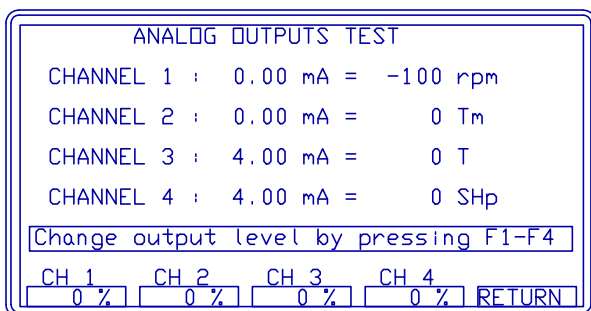 ANALOG OUTPUTS TEST
CHANNEL 1 : 0.00 mA = -100 rpm
CHANNEL 2 : 0.00 mA = 0 Tm
CHANNEL 3 : 4.00 mA = 0 T
CHANNEL 4 : 4.00 mA = 0 SHp
Change output level by pressing F1-F4
CH 1 CH 2 CH 3 CH 4
0 % 0 % 0 % 0 % RETURN